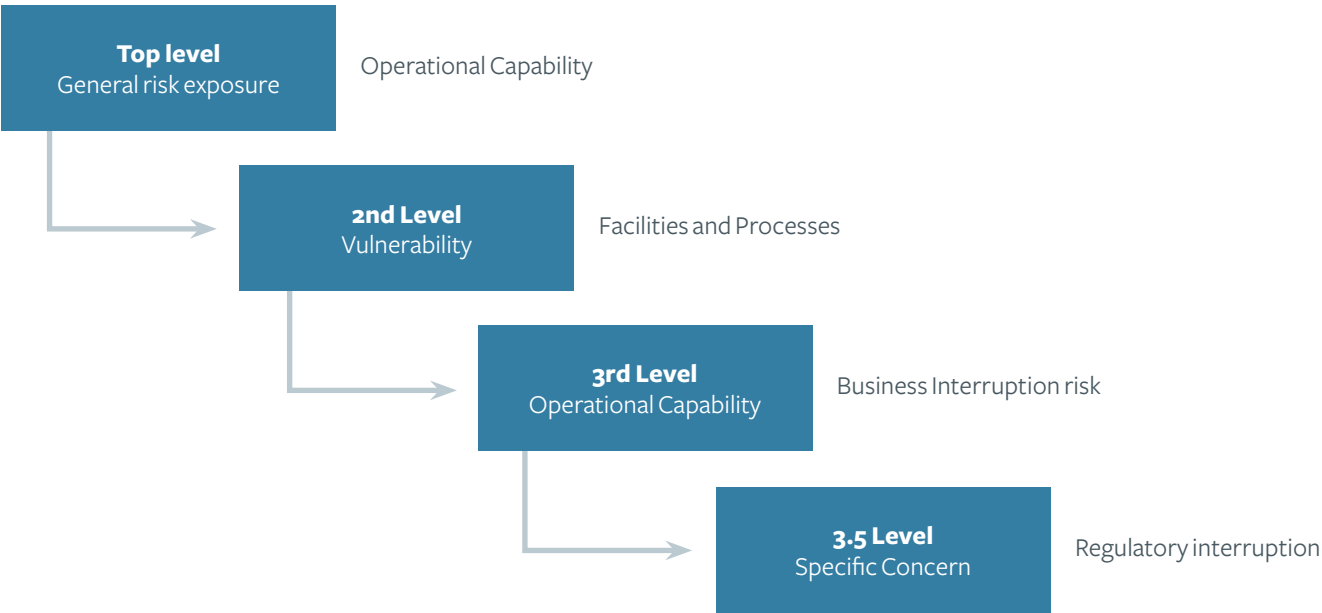 Top level
General risk exposure
Operational Capability
2nd Level
Vulnerability
Facilities and Processes
3rd Level
Operational Capability
Business Interruption risk
3.5 Level
Specific Concern
Regulatory interruption